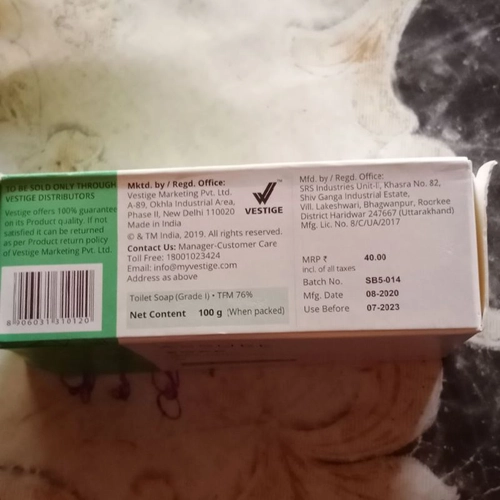 TO BE SOLD ONLY THROUGH
VESTIGE DISTRIBUTORS
Vestige offers 100% guarantee
on its Product quality. If not
satisfied it can be returned
as per Product return policy
of Vestige Marketing Pvt. Ltd.
8 906031 310120
Mktd. by / Regd. Office:
Vestige Marketing Pvt. Ltd.
A-89, Okhla Industrial Area,
Phase II, New Delhi 110020
Made in India
© & TM India, 2019. All rights reserved.
Contact Us: Manager-Customer Care
Toll Free: 18001023424
Email: info@myvestige.com
Address as above
VESTIGE
TM
Toilet Soap (Grade I) • TFM 76%
Net Content 100 g (When packed)
Mfd. by / Regd. Office:
SRS Industries Unit-II, Khasra No. 82,
Shiv Ganga Industrial Estate,
Vill. Lakeshwari, Bhagwanpur, Roorkee
District Haridwar 247667 (Uttarakhand)
Mfg. Lic. No. 8/C/UA/2017
MRP ₹ 40.00
incl. of all taxes
Batch No. SB5-014
Mfg. Date 08-2020
Use Before 07-2023